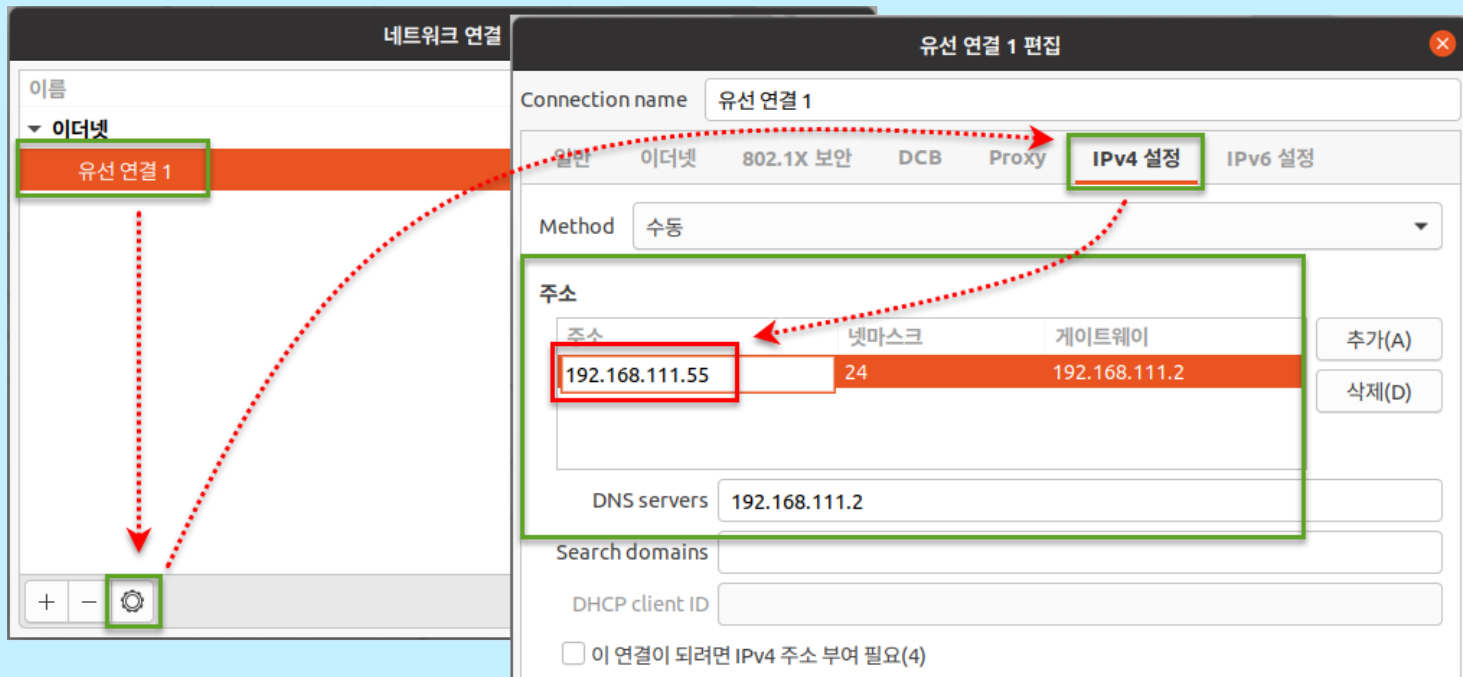 네트워크 연결
이름
이더넷
유선 연결 1
+ −
유선 연결 1 편집
Connection name 유선 연결 1
일반 이더넷 802.1X 보안 DCB Proxy IPv4 설정 IPv6 설정
Method 수동
주소
주소 넷마스크 게이트웨이
192.168.111.55 24 192.168.111.2
추가(A)
삭제(D)
DNS servers 192.168.111.2
Search domains
DHCP client ID
이 연결이 되려면 IPv4 주소 부여 필요(4)